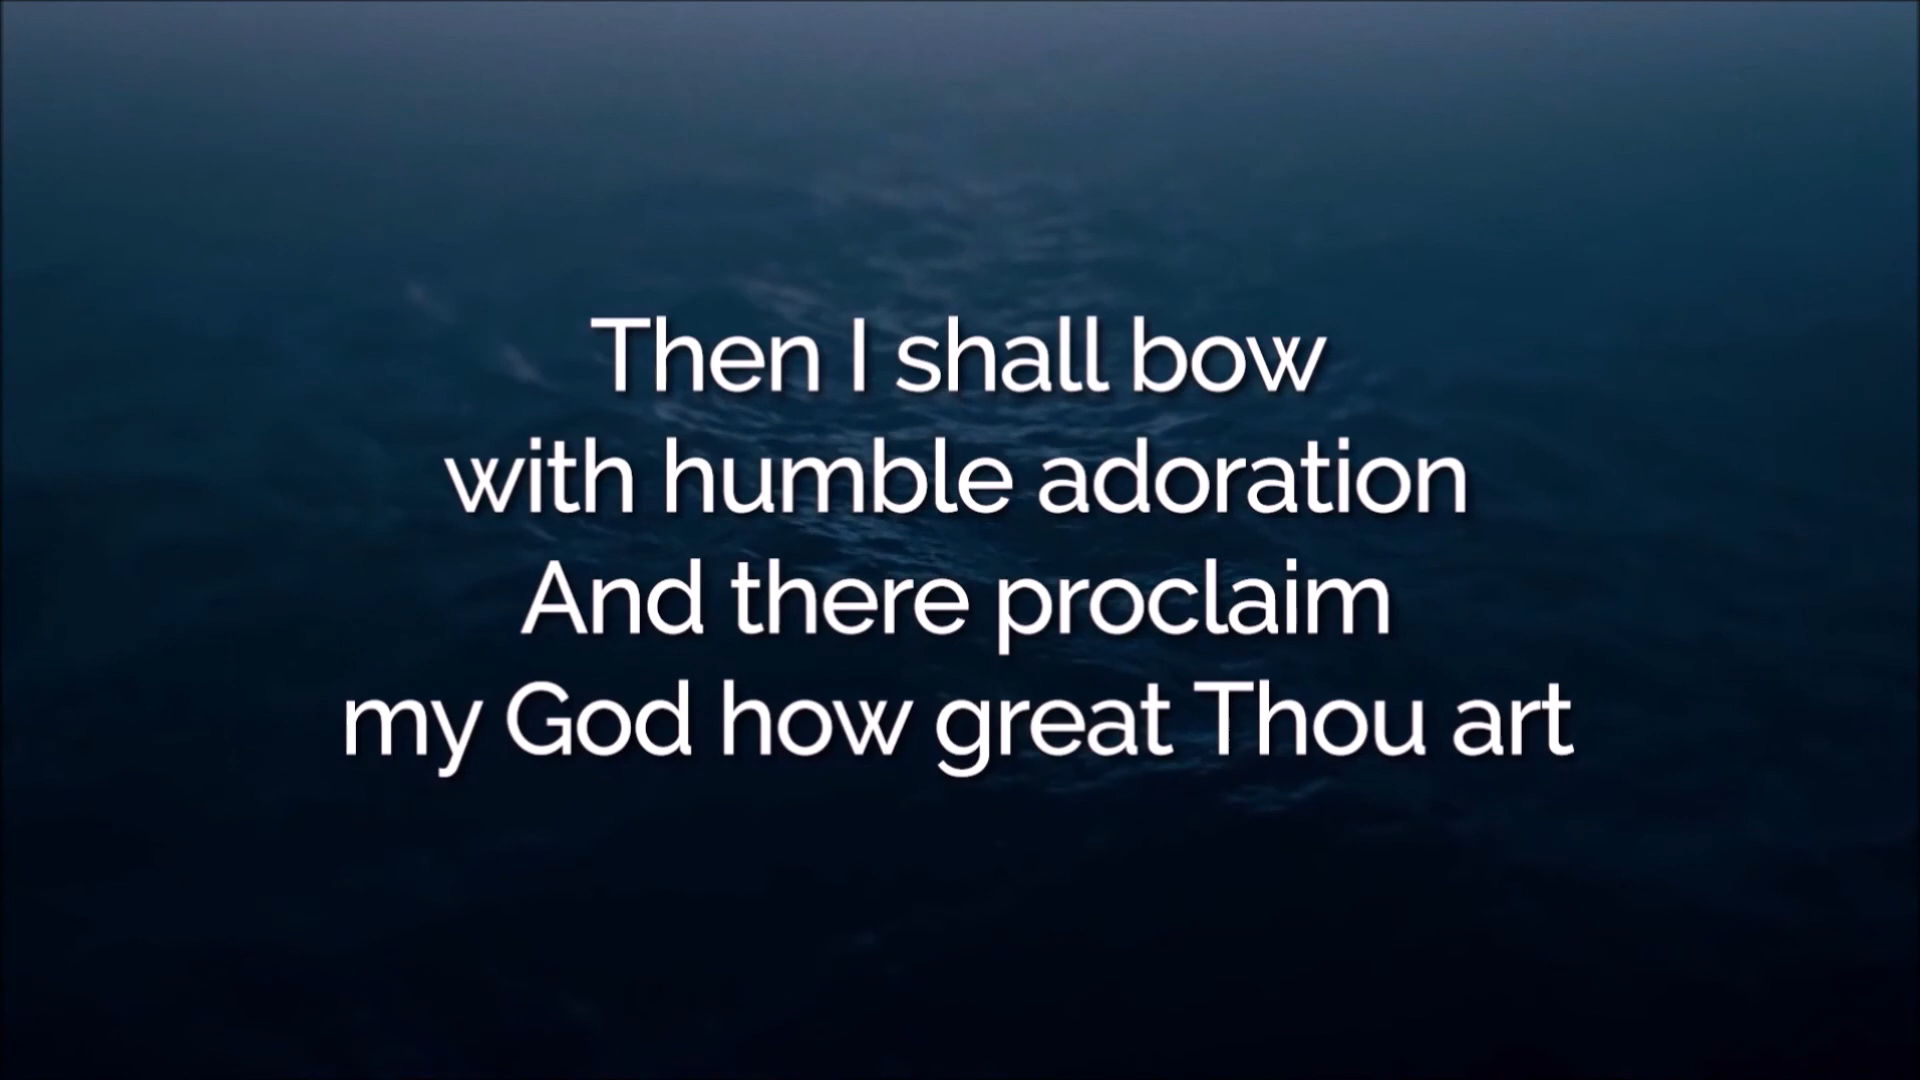 Then I shall bow
with humble adoration
And there proclaim
my God how great Thou art